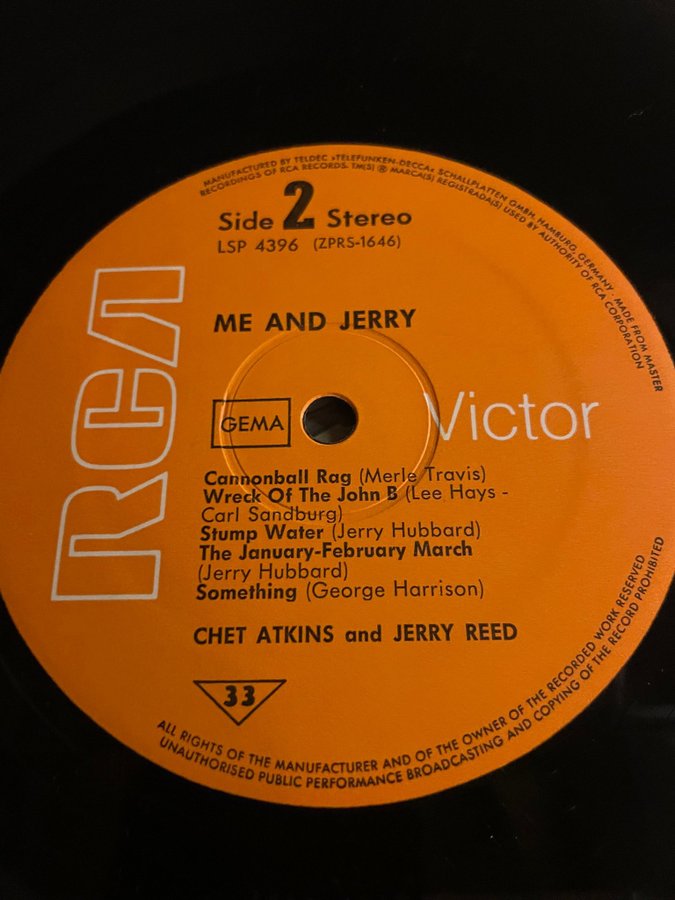 MANUFACTURED BY TELDEC »TELEFUNKEN-DECCA« SCHALLPLATTEN GMBH, HAMBURG, GERMANY - MADE FROM MASTER
RECORDINGS OF RCA RECORDS. TM(S) ® MARCA(S) REGISTRADA(S) USED BY AUTHORITY OF RCA CORPORATION
Side 2 Stereo
LSP 4396 (ZPRS-1646)
RCA
ME AND JERRY
GEMA
Victor
Cannonball Rag (Merle Travis)
Wreck Of The John B (Lee Hays -
Carl Sandburg)
Stump Water (Jerry Hubbard)
The January-February March
(Jerry Hubbard)
Something (George Harrison)
CHET ATKINS and JERRY REED
33
ALL RIGHTS OF THE MANUFACTURER AND OF THE OWNER OF THE RECORDED WORK RESERVED
UNAUTHORISED PUBLIC PERFORMANCE BROADCASTING AND COPYING OF THE RECORD PROHIBITED